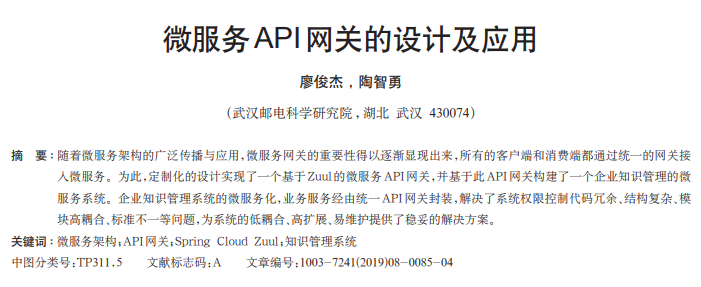 微服务API网关的设计及应用
廖俊杰，陶智勇
(武汉邮电科学研究院，湖北 武汉 430074)
摘 要：随着微服务架构的广泛传播与应用，微服务网关的重要性得以逐渐显现出来，所有的客户端和消费端都通过统一的网关接
入微服务。为此，定制化的设计实现了一个基于Zuul的微服务API网关，并基于此API网关构建了一个企业知识管理的微
服务系统。企业知识管理系统的微服务化，业务服务经由统一API网关封装，解决了系统权限控制代码冗余、结构复杂、模
块高耦合、标准不一等问题，为系统的低耦合、高扩展、易维护提供了稳妥的解决方案。
关键词：微服务架构；API网关；Spring Cloud Zuul；知识管理系统
中图分类号：TP311.5 文献标志码：A 文章编号：1003-7241(2019)08-0085-04